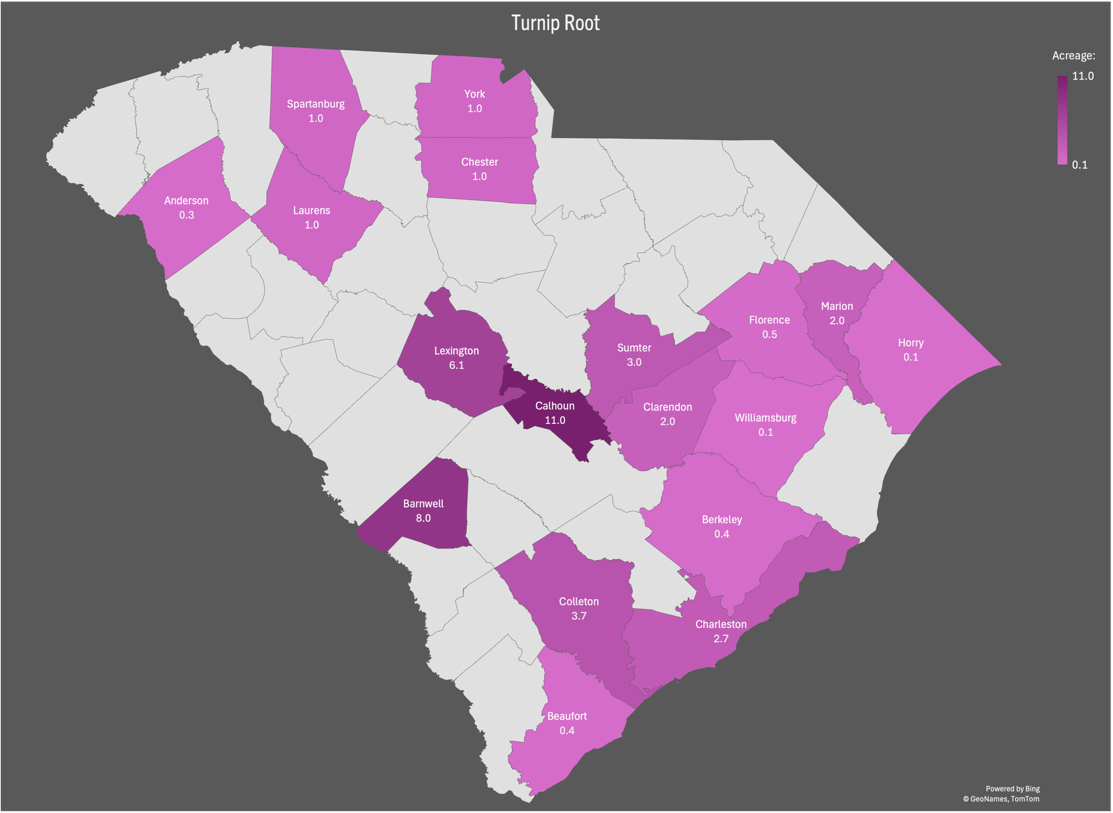 Turnip Root
Acreage:
11.0
0.1
Spartanburg
1.0
York
1.0
Chester
1.0
Anderson
0.3
Laurens
1.0
Lexington
6.1
Calhoun
11.0
Sumter
3.0
Florence
0.5
Marion
2.0
Horry
0.1
Clarendon
2.0
Williamsburg
0.1
Barnwell
8.0
Berkeley
0.4
Colleton
3.7
Charleston
2.7
Beaufort
0.4
Powered by Bing
© GeoNames, TomTom